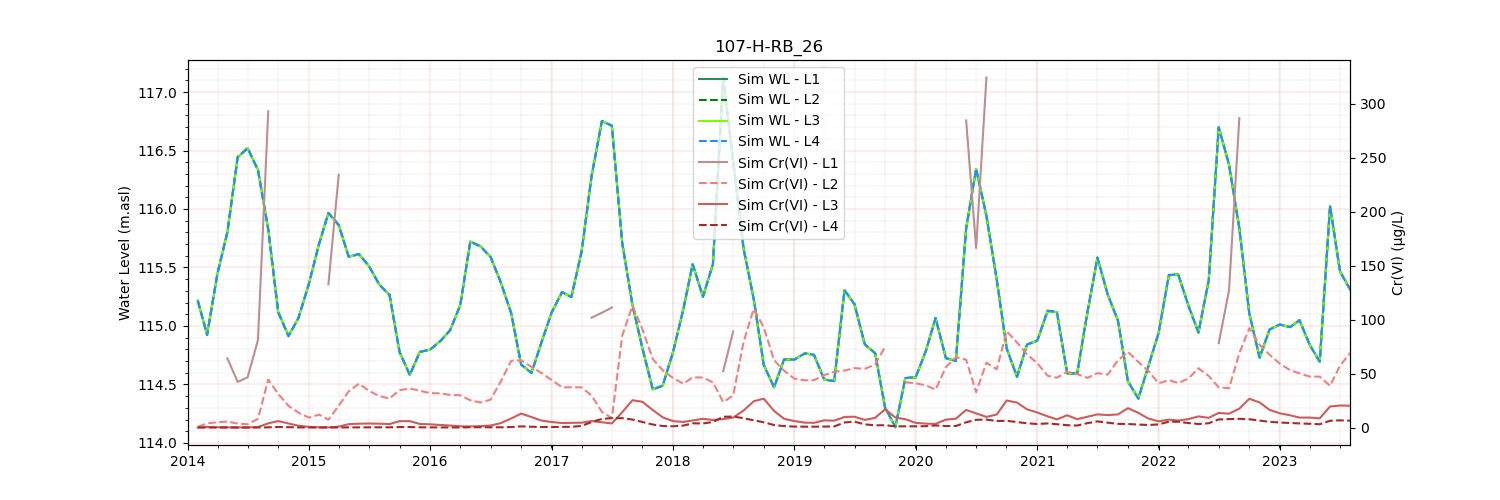 107-H-RB_26
Water Level (m.asl)
117.0
116.5
116.0
115.5
115.0
114.5
114.0
Sim WL - L1
Sim WL - L2
Sim WL - L3
Sim WL - L4
Sim Cr(VI) - L1
Sim Cr(VI) - L2
Sim Cr(VI) - L3
Sim Cr(VI) - L4
300
250
200
150
100
50
0
Cr(VI) (µg/L)
2014 2015 2016 2017 2018 2019 2020 2021 2022 2023